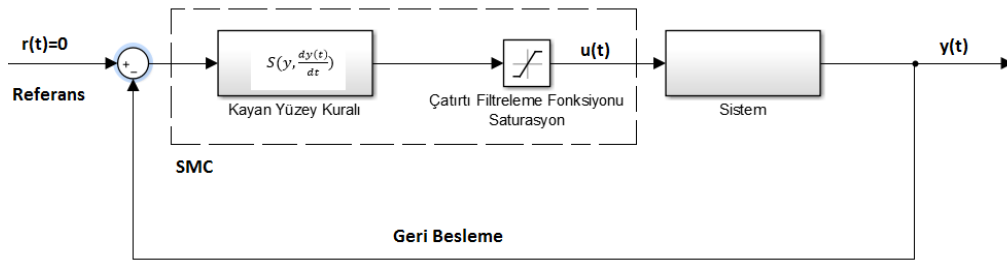 r(t)=0
Referans
+
−
S(y, dy(t)/dt)
Kayan Yüzey Kuralı
Çatırtı Filtreleme Fonksiyonu
Saturasyon
u(t)
Sistem
y(t)
SMC
Geri Besleme